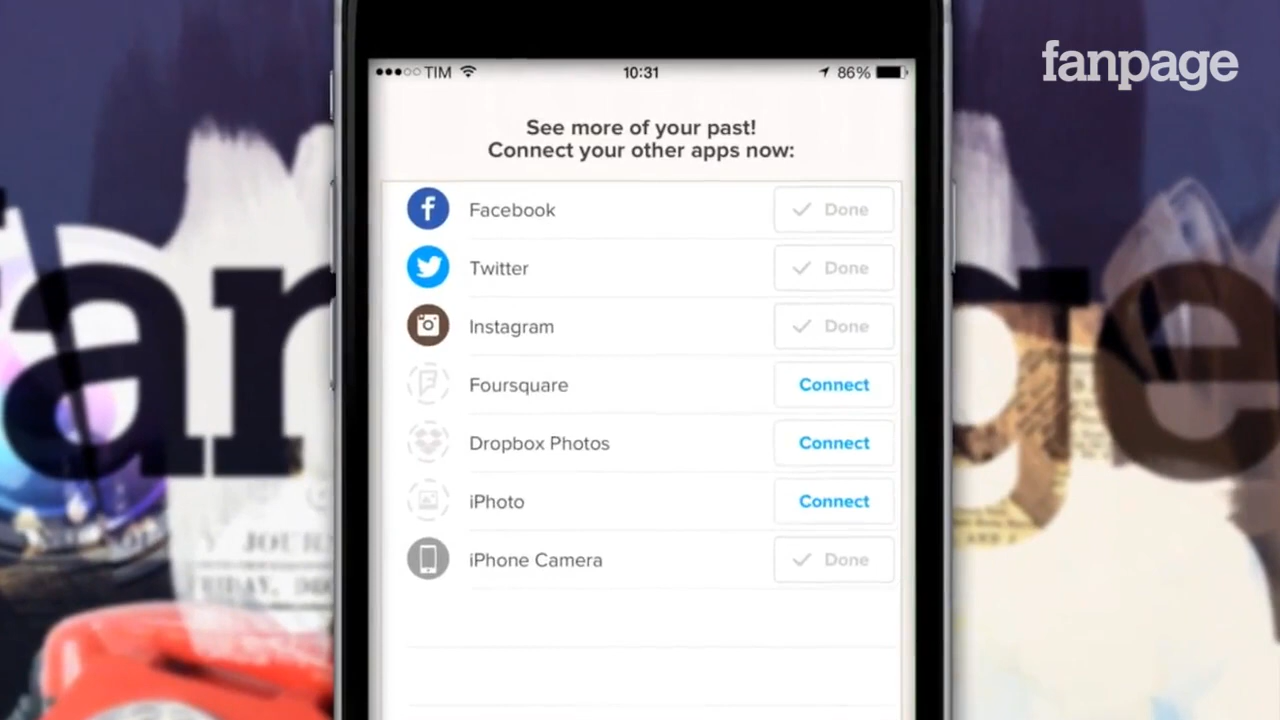 fanpage
TIM
10:31
86%
See more of your past!
Connect your other apps now:
Facebook
Done
Twitter
Done
Instagram
Done
Foursquare
Connect
Dropbox Photos
Connect
iPhoto
Connect
iPhone Camera
Done